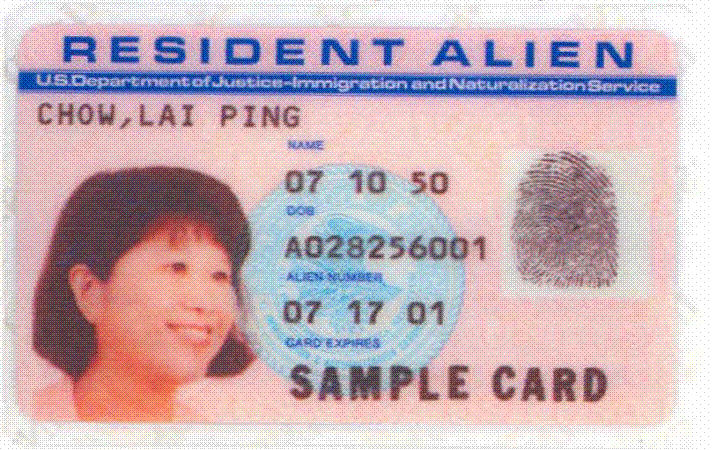 RESIDENT ALIEN
U.S.Department of Justice-Immigration and Naturalization Service
CHOW,LAI PING
NAME
07 10 50
DOB
A028256001
ALIEN NUMBER
07 17 01
CARD EXPIRES
SAMPLE CARD